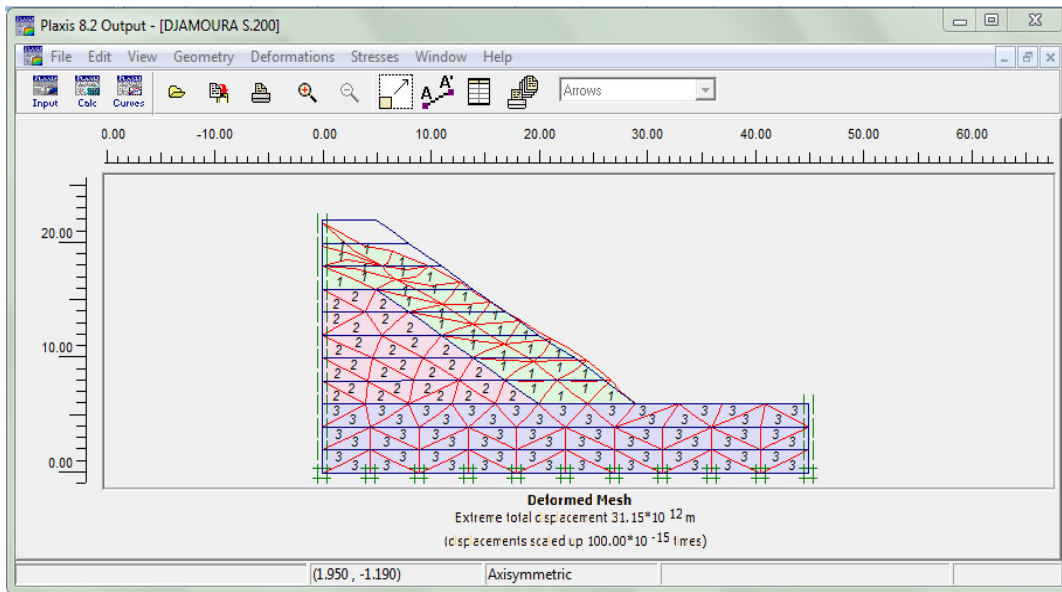 Plaxis 8.2 Output - [DJAMOURA S.200]
File Edit View Geometry Deformations Stresses Window Help
PLAXIS PLAXIS PLAXIS
Input Calc Curves A A' Arrows
0.00 -10.00 0.00 10.00 20.00 30.00 40.00 50.00 60.00
20.00
10.00
0.00
Deformed Mesh
Extreme total displacement 31.15*10 12 m
(displacements scaled up 100.00*10 -15 times)
(1.950 , -1.190) Axisymmetric